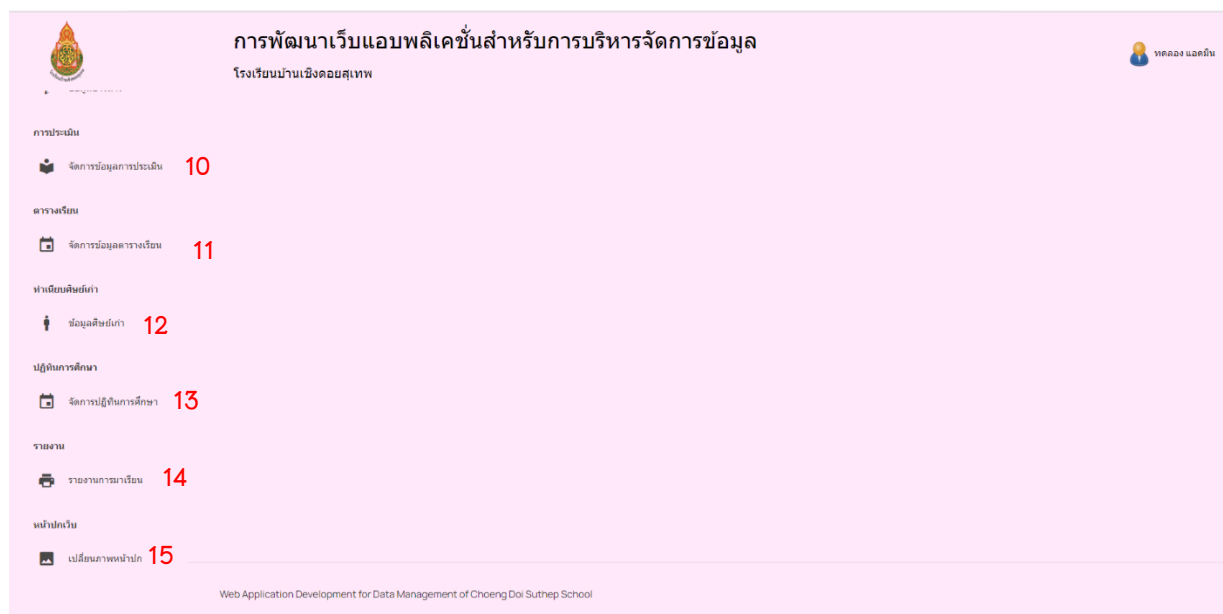 การพัฒนาเว็บแอบพลิเคชั่นสำหรับการบริหารจัดการข้อมูล
โรงเรียนบ้านเชิงดอยสุเทพ
ทดลอง แอดมิน
การประเมิน
จัดการข้อมูลการประเมิน 10
ตารางเรียน
จัดการข้อมูลตารางเรียน 11
ทำเนียบศิษย์เก่า
ข้อมูลศิษย์เก่า 12
ปฏิทินการศึกษา
จัดการปฏิทินการศึกษา 13
รายงาน
รายงานการมาเรียน 14
หน้าปกเว็บ
เปลี่ยนภาพหน้าปก 15
Web Application Development for Data Management of Choeng Doi Suthep School